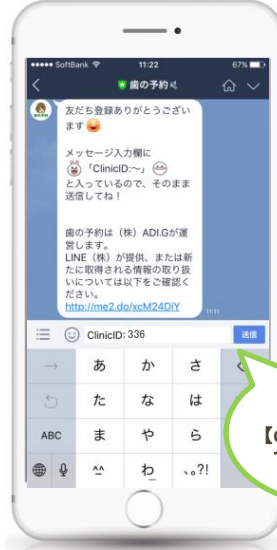 SoftBank 11:22 67%
歯の予約
友だち登録ありがとうござい
ます
メッセージ入力欄に
「ClinicID:～」
と入っているので、そのまま
送信してね！
歯の予約は（株）ADI.Gが運
営します。
LINE（株）が提供、または新
たに取得される情報の取り扱
いについては以下をご確認く
ださい。
http://me2.do/xcM24DiY
11:11
ClinicID: 336 送信
あ か さ
た な は
ABC ま や ら
^^ わ 、。?!